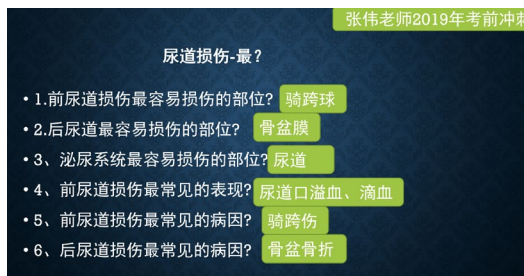 张伟老师2019年考前冲刺
尿道损伤-最？
• 1.前尿道损伤最容易损伤的部位? 骑跨球
• 2.后尿道最容易损伤的部位? 骨盆膜
• 3、泌尿系统最容易损伤的部位? 尿道
• 4、前尿道损伤最常见的表现? 尿道口溢血、滴血
• 5、前尿道损伤最常见的病因? 骑跨伤
• 6、后尿道损伤最常见的病因? 骨盆骨折